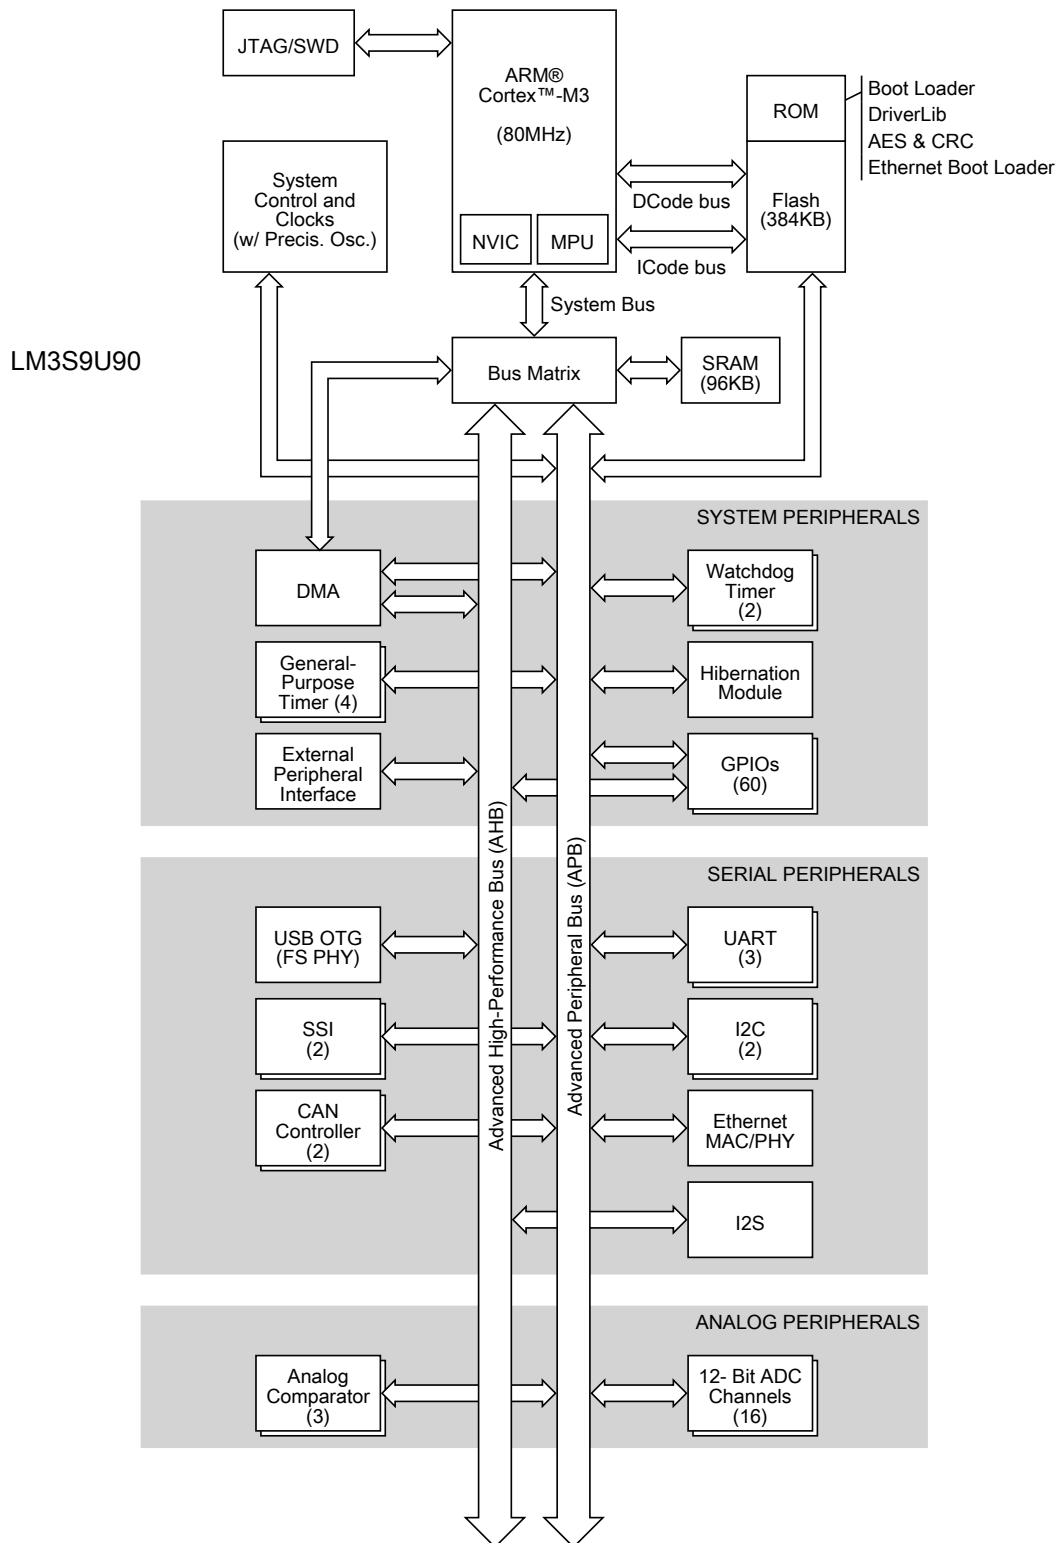 JTAG/SWD
ARM®
Cortex™-M3
(80MHz)
NVIC
MPU
ROM
Boot Loader
DriverLib
AES & CRC
Ethernet Boot Loader
Flash
(384KB)
DCode bus
ICode bus
System
Control and
Clocks
(w/ Precis. Osc.)
System Bus
LM3S9U90
Bus Matrix
SRAM
(96KB)
SYSTEM PERIPHERALS
DMA
Watchdog
Timer
(2)
General-
Purpose
Timer (4)
Hibernation
Module
External
Peripheral
Interface
GPIOs
(60)
Advanced High-Performance Bus (AHB)
Advanced Peripheral Bus (APB)
SERIAL PERIPHERALS
USB OTG
(FS PHY)
UART
(3)
SSI
(2)
I2C
(2)
CAN
Controller
(2)
Ethernet
MAC/PHY
I2S
ANALOG PERIPHERALS
Analog
Comparator
(3)
12- Bit ADC
Channels
(16)